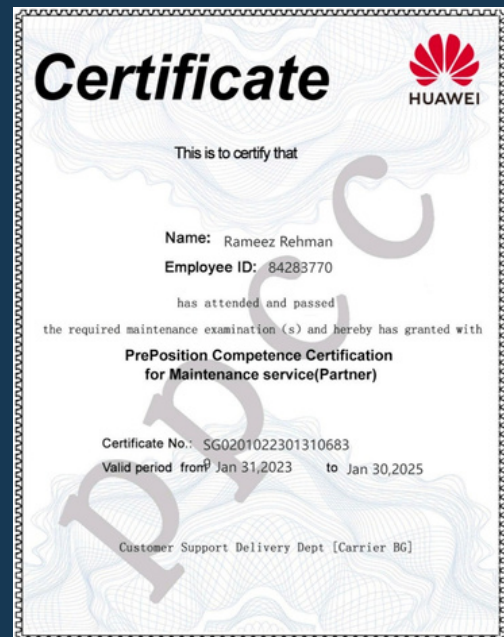 Certificate
HUAWEI
This is to certify that
Name: Rameez Rehman
Employee ID: 84283770
has attended and passed
the required maintenance examination (s) and hereby has granted with
PrePosition Competence Certification
for Maintenance service(Partner)
Certificate No.: SG0201022301310683
Valid period from Jan 31,2023 to Jan 30,2025
Customer Support Delivery Dept [Carrier BG]
ppcc